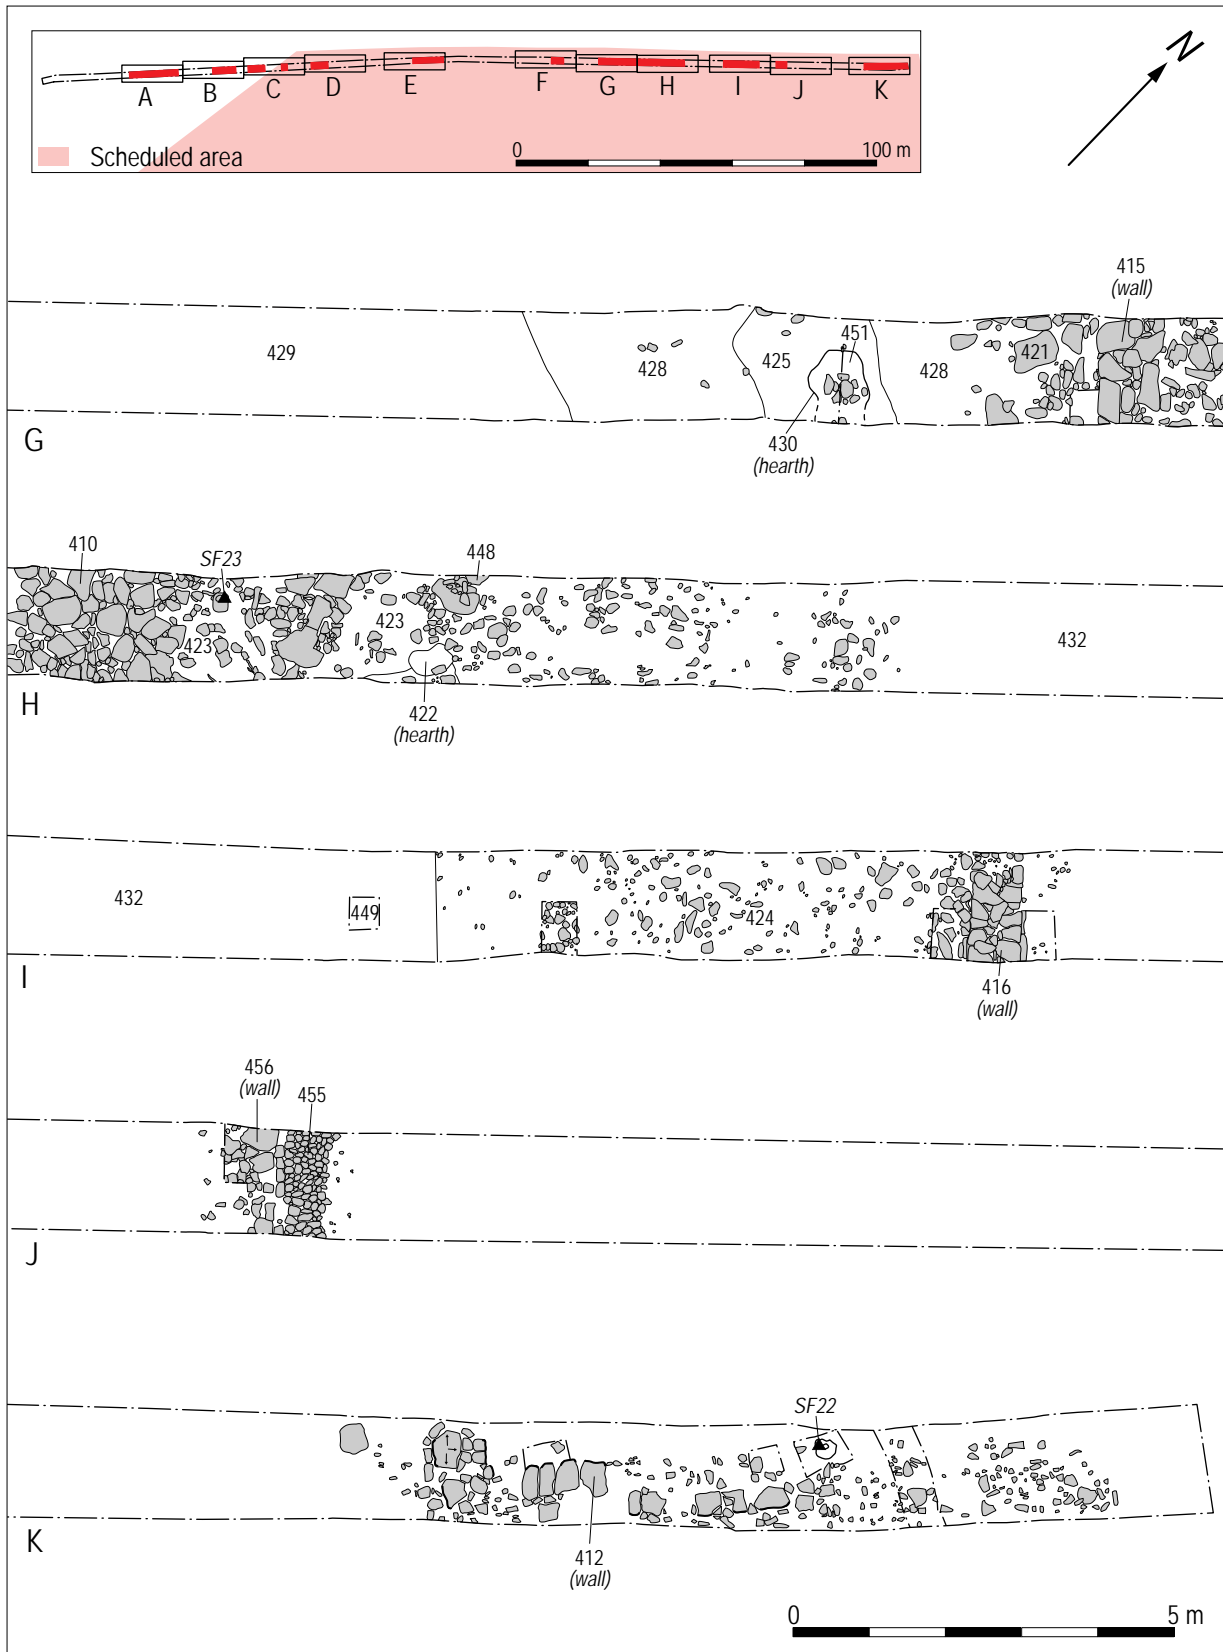 N
A B C D E F G H I J K
Scheduled area
0 100 m
415
(wall)
429
428
425
451
428
421
430
(hearth)
G
410
SF23
448
423
423
432
422
(hearth)
H
432
449
424
416
(wall)
I
456
(wall)
455
J
SF22
412
(wall)
K
0 5 m